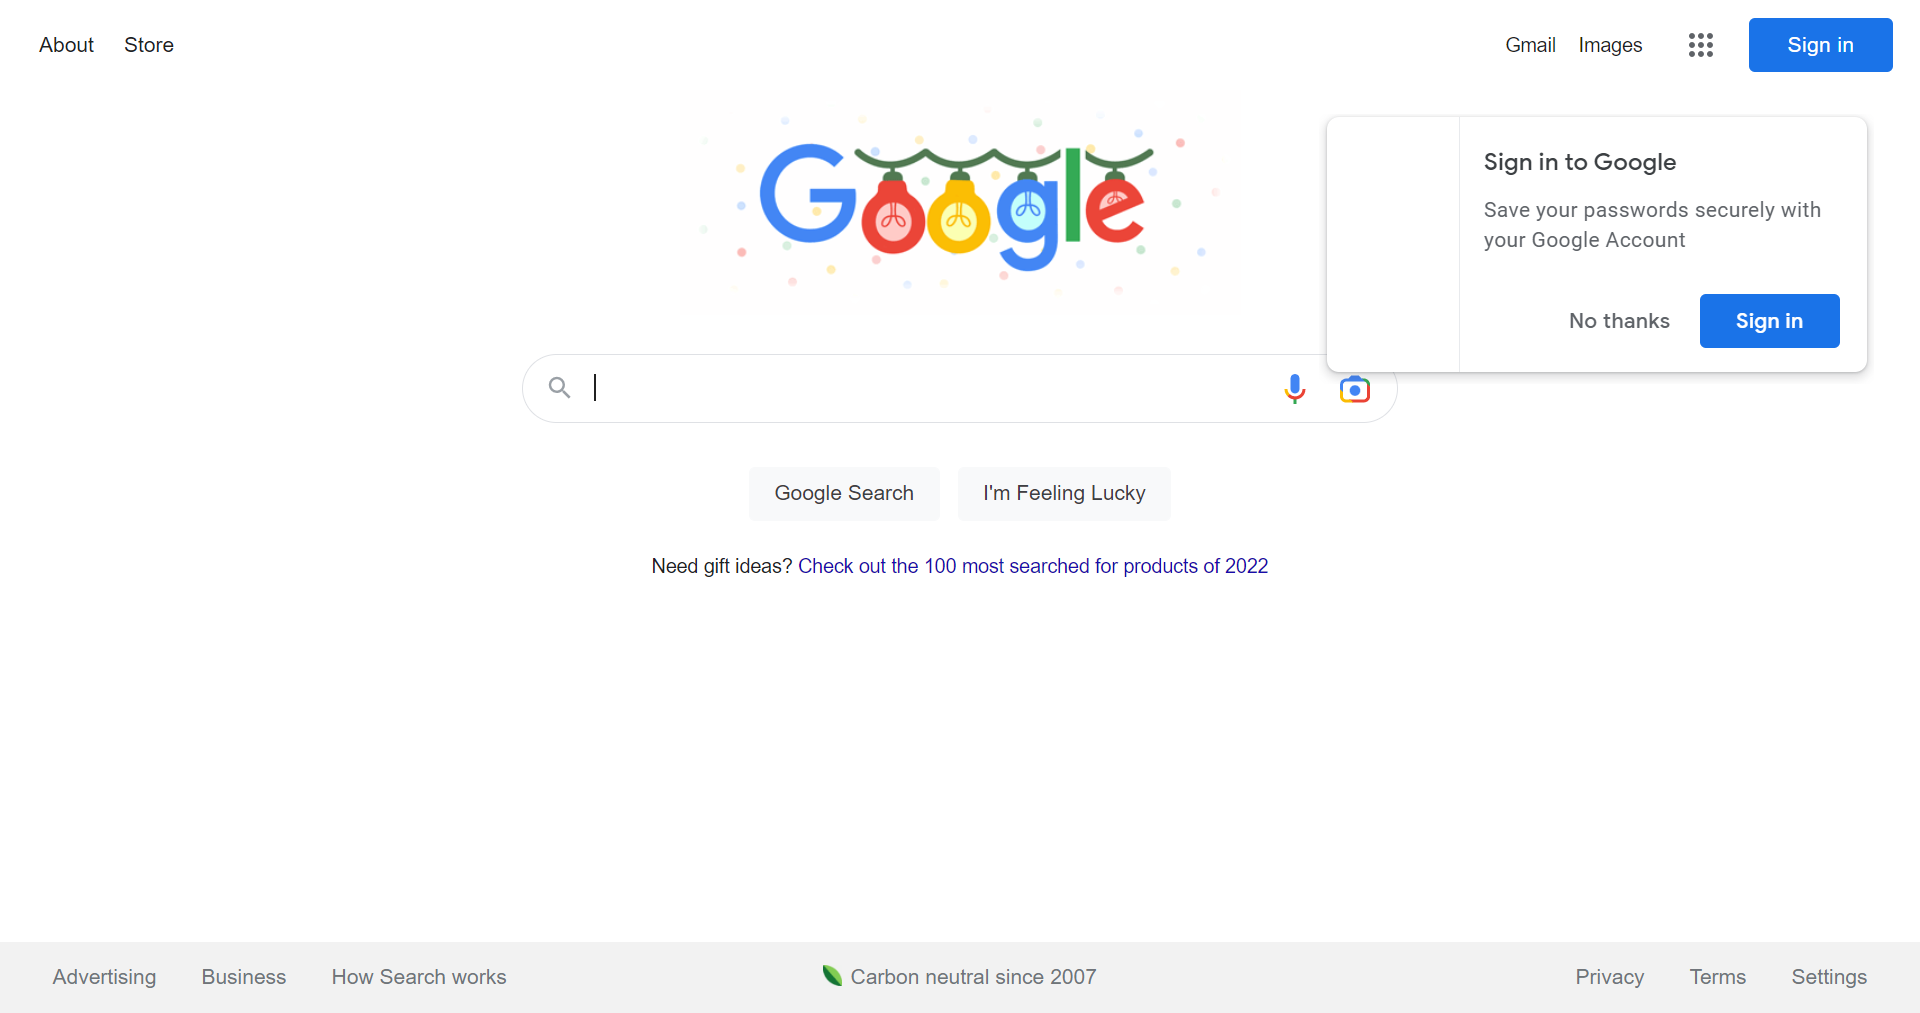 About Store
Gmail Images Sign in
Google
Sign in to Google
Save your passwords securely with
your Google Account
No thanks Sign in
Google Search I'm Feeling Lucky
Need gift ideas? Check out the 100 most searched for products of 2022
Advertising Business How Search works
Carbon neutral since 2007
Privacy Terms Settings